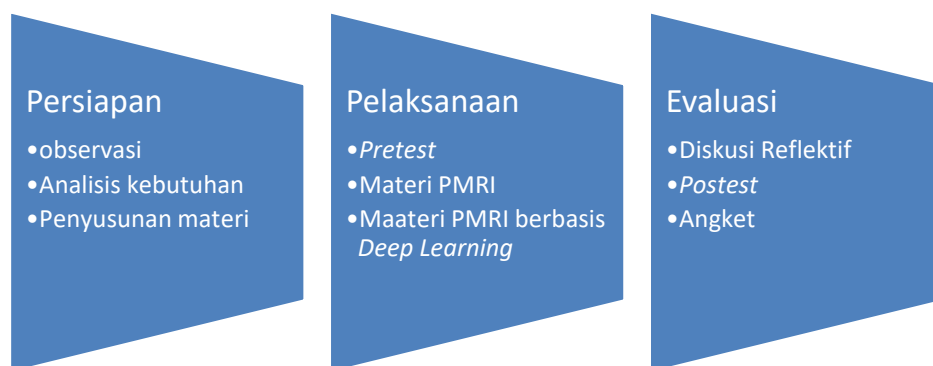 Persiapan
•observasi
•Analisis kebutuhan
•Penyusunan materi
Pelaksanaan
•Pretest
•Materi PMRI
•Maateri PMRI berbasis
Deep Learning
Evaluasi
•Diskusi Reflektif
•Postest
•Angket